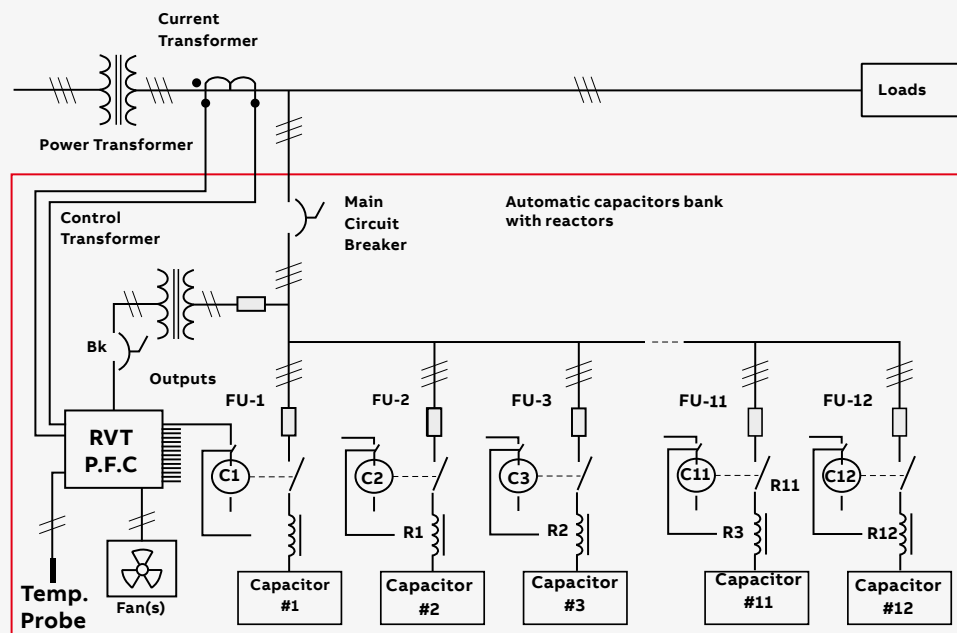 Current
Transformer
Loads
Power Transformer
Control
Transformer
Main
Circuit
Breaker
Automatic capacitors bank
with reactors
Bk
Outputs
FU-1
FU-2
FU-3
FU-11
FU-12
RVT
P.F.C
C1
C2
C3
C11
C12
R11
R1
R2
R3
R12
Temp.
Probe
Fan(s)
Capacitor
#1
Capacitor
#2
Capacitor
#3
Capacitor
#11
Capacitor
#12